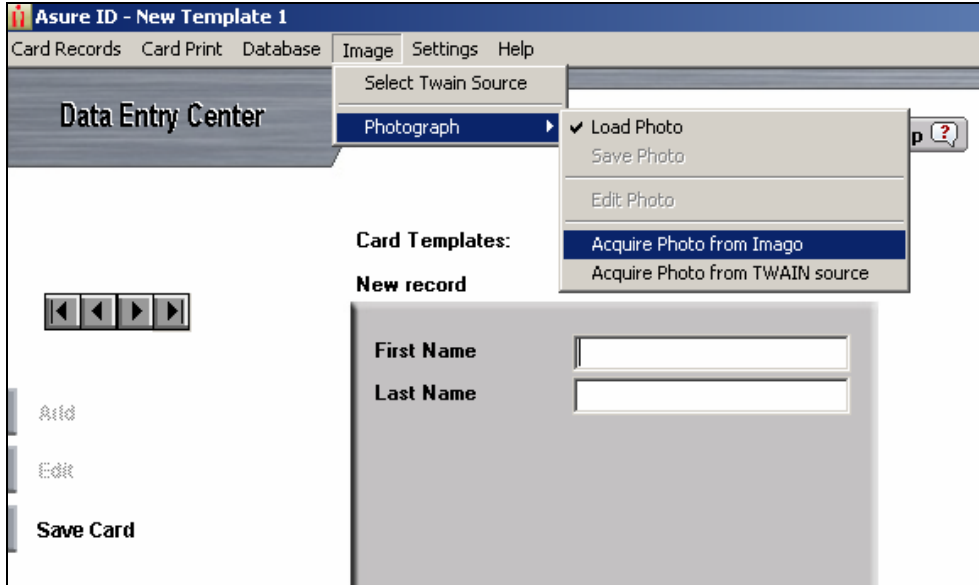 Asure ID - New Template 1
Card Records Card Print Database Image Settings Help
Select Twain Source
Data Entry Center
Photograph
Load Photo
p ?
Save Photo
Edit Photo
Card Templates:
Acquire Photo from Imago
Acquire Photo from TWAIN source
New record
First Name
Last Name
Add
Edit
Save Card